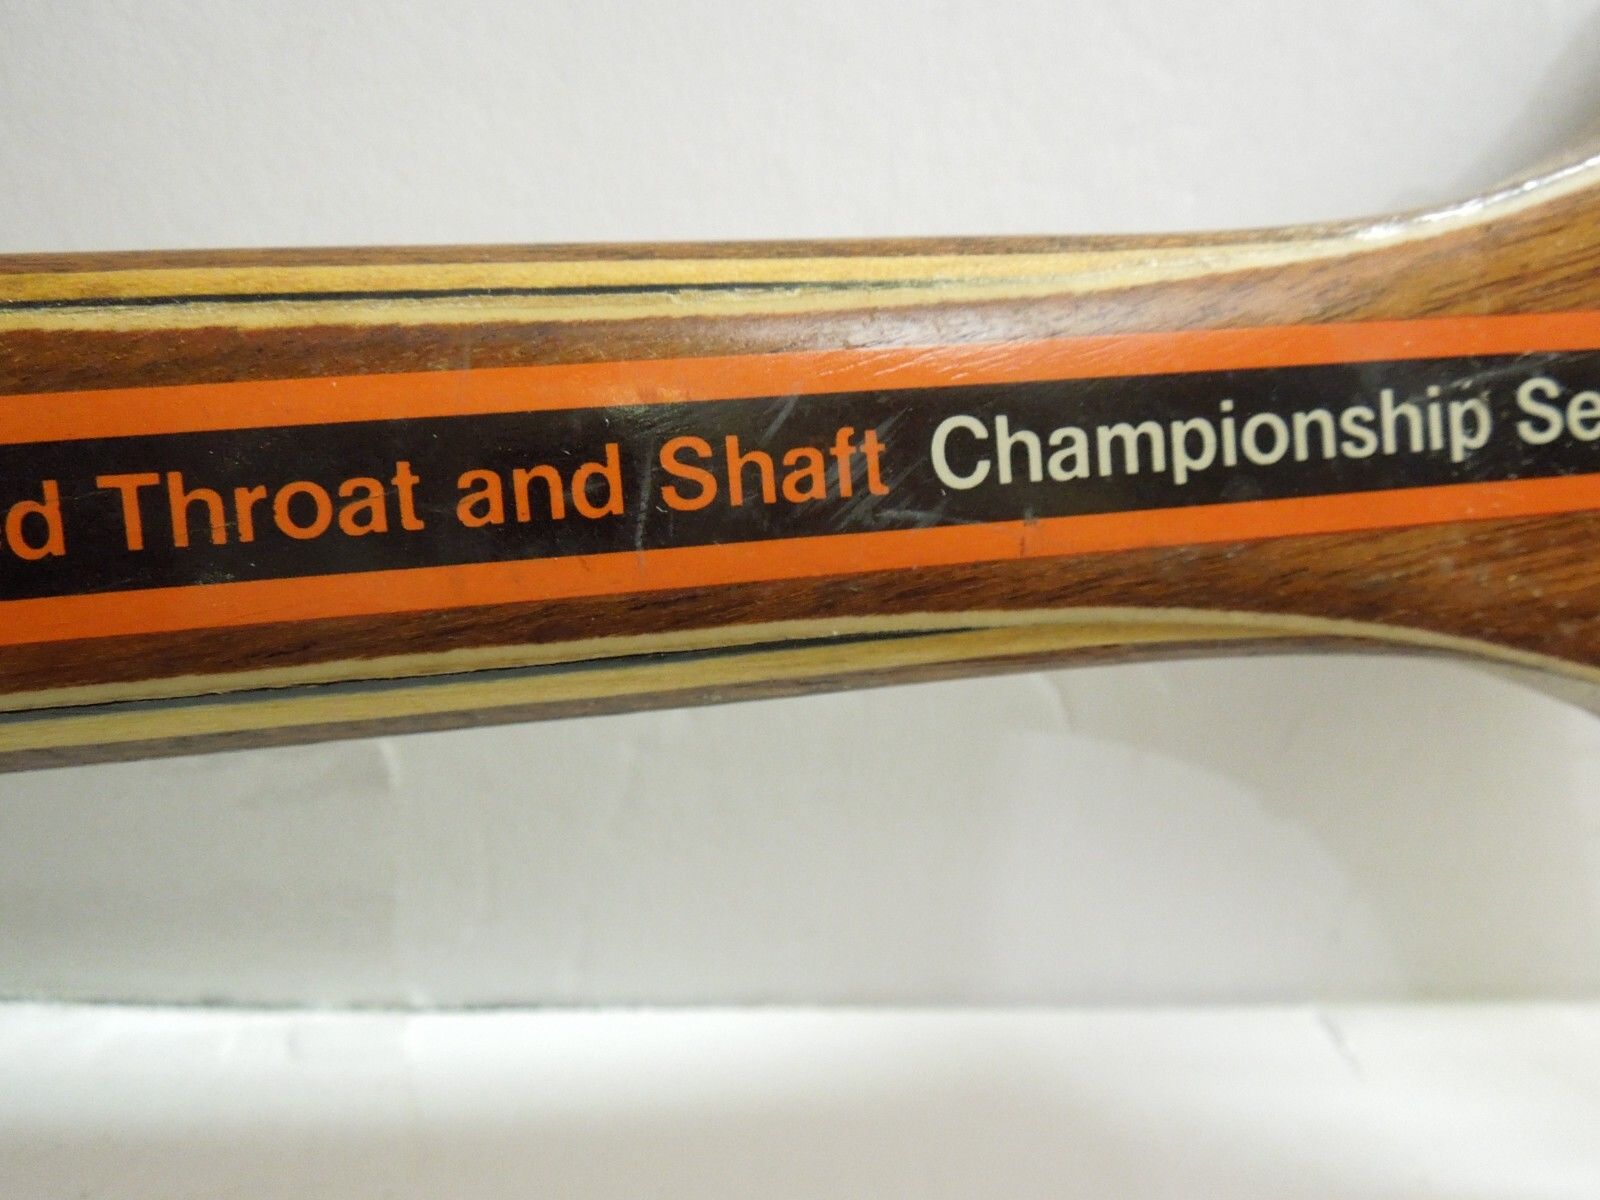 Throat and Shaft Championship